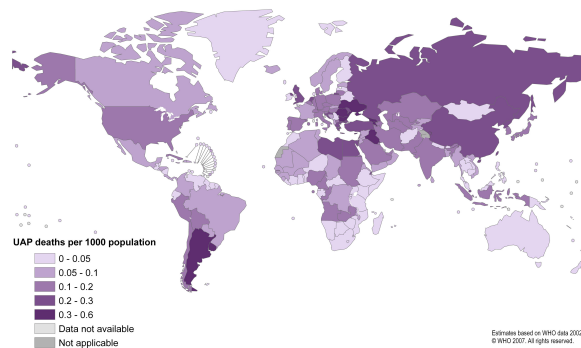 UAP deaths per 1000 population
0 - 0.05
0.05 - 0.1
0.1 - 0.2
0.2 - 0.3
0.3 - 0.6
Data not available
Not applicable
Estimates based on WHO data 2002
© WHO 2007. All rights reserved.